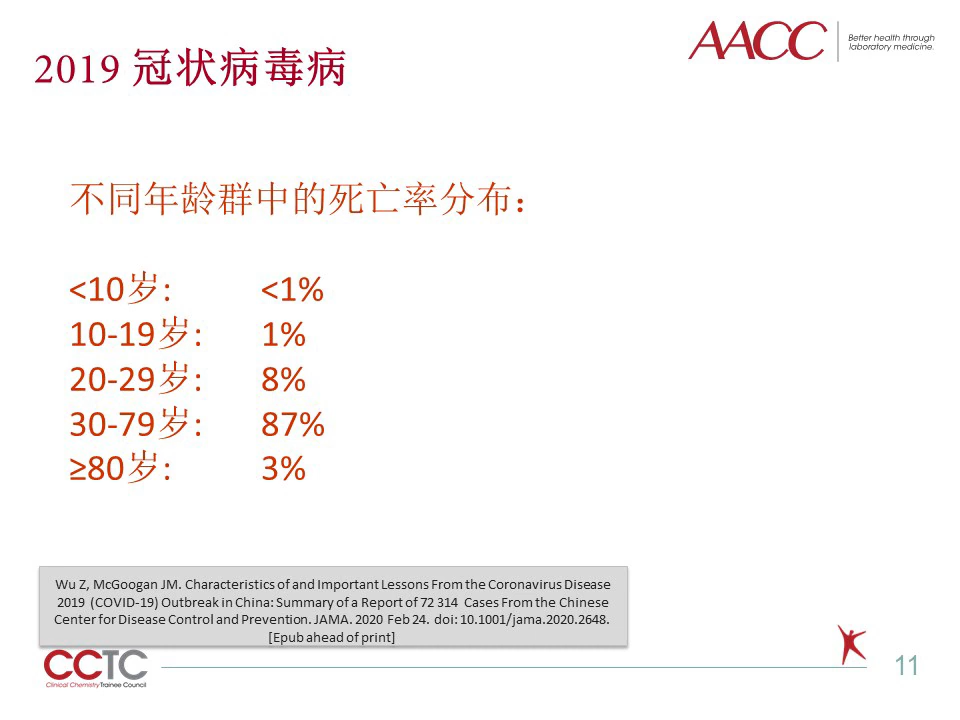 AACC
Better health through
laboratory medicine.
2019 冠状病毒病
不同年龄群中的死亡率分布：
<10岁: <1%
10-19岁: 1%
20-29岁: 8%
30-79岁: 87%
≥80岁: 3%
Wu Z, McGoogan JM. Characteristics of and Important Lessons From the Coronavirus Disease
2019 (COVID-19) Outbreak in China: Summary of a Report of 72 314 Cases From the Chinese
Center for Disease Control and Prevention. JAMA. 2020 Feb 24. doi: 10.1001/jama.2020.2648.
[Epub ahead of print]
CCTC
Clinical Chemistry Trainee Council
11